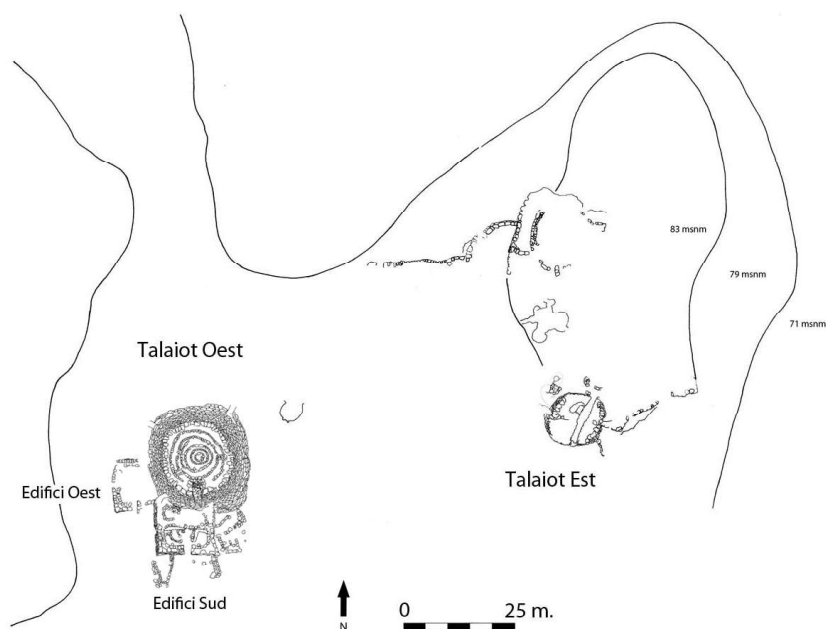 83 msnm
79 msnm
71 msnm
Talaiot Oest
Talaiot Est
Edifici Oest
Edifici Sud
N
0 25 m.